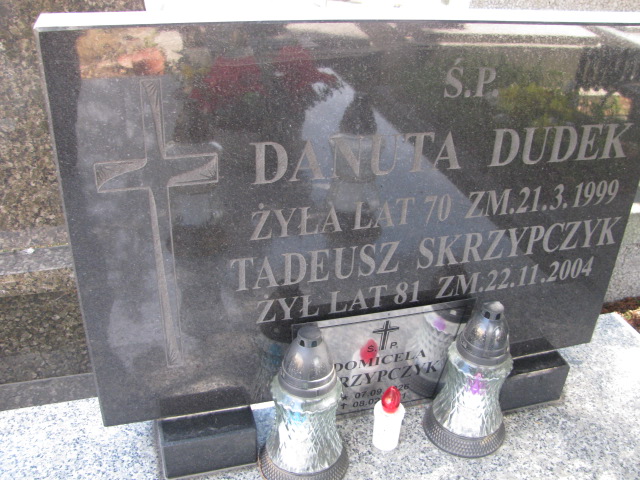 Ś.P.
DANUTA DUDEK
ŻYŁA LAT 70 ZM.21.3.1999
TADEUSZ SKRZYPCZYK
ŻYŁ LAT 81 ZM.22.11.2004
Ś. P.
DOMICELA